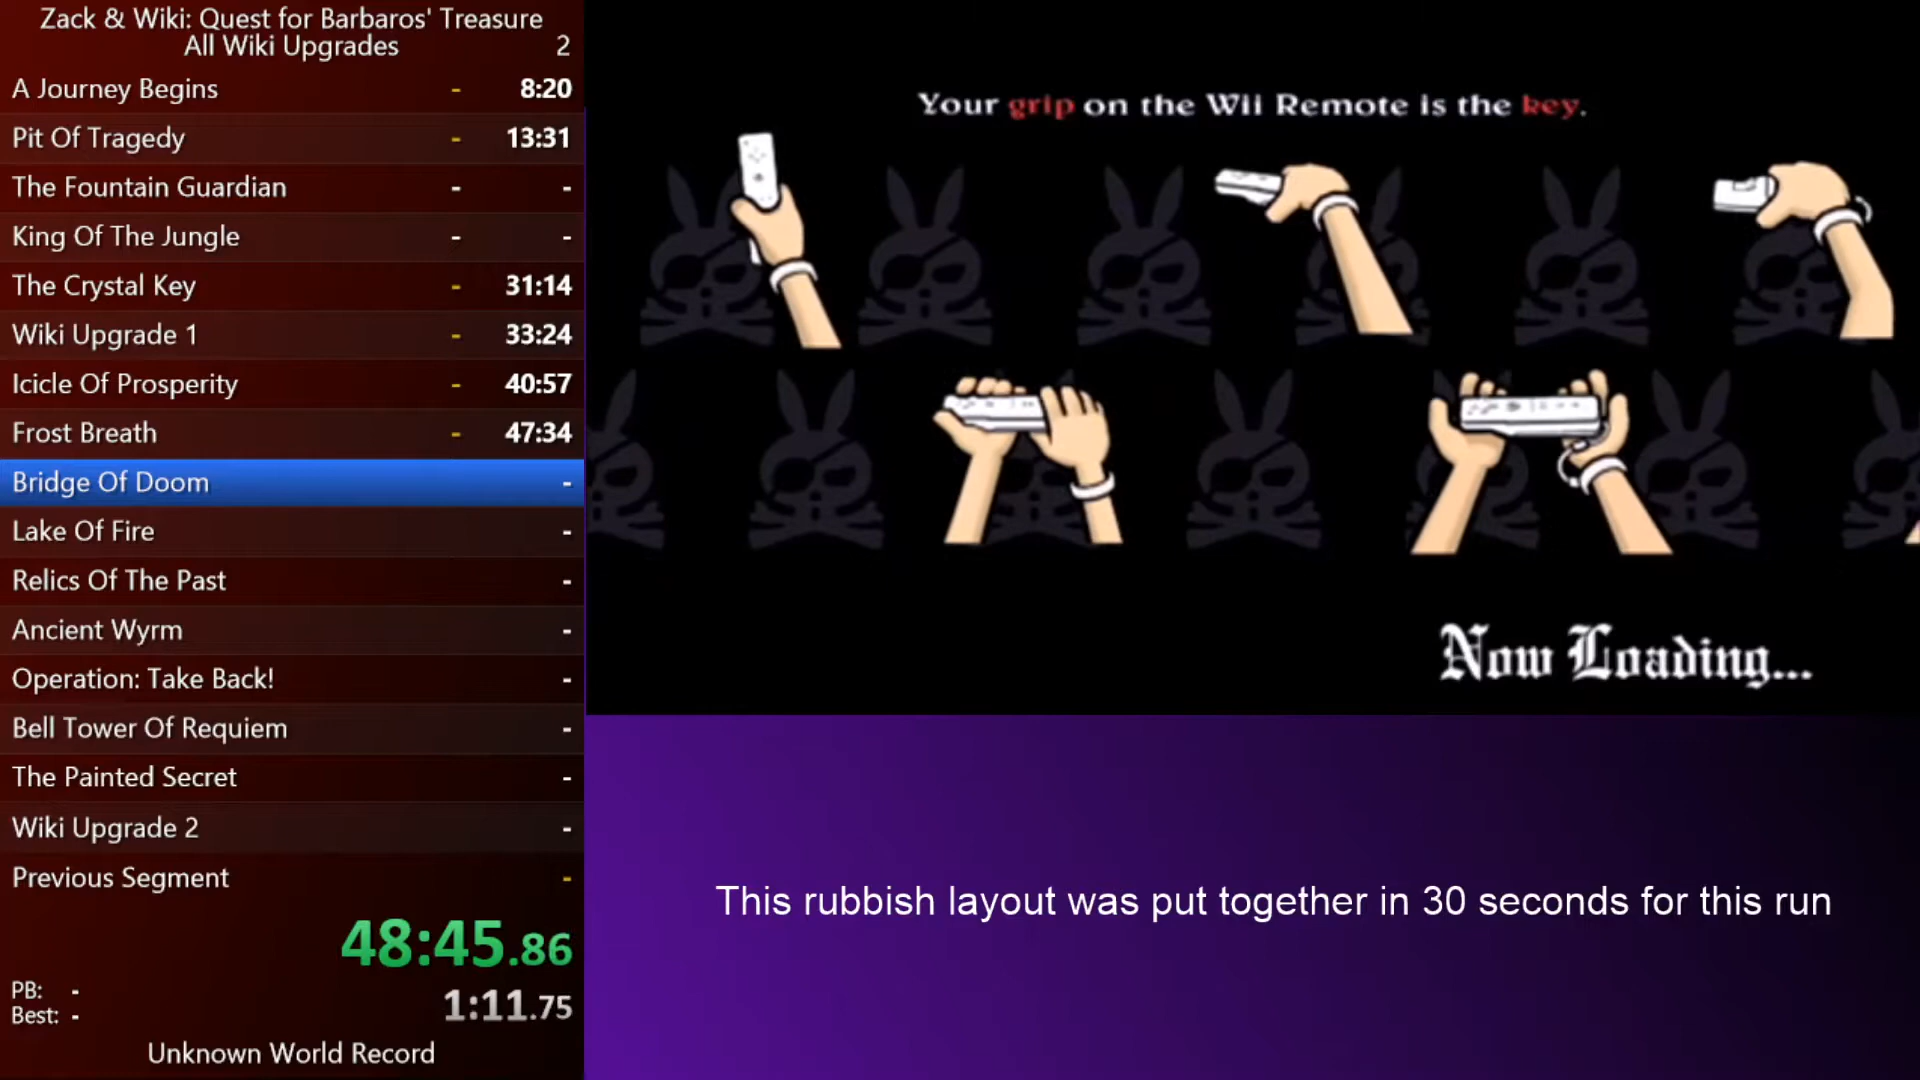 Zack & Wiki: Quest for Barbaros' Treasure
All Wiki Upgrades 2
A Journey Begins - 8:20
Pit Of Tragedy - 13:31
The Fountain Guardian - -
King Of The Jungle - -
The Crystal Key - 31:14
Wiki Upgrade 1 - 33:24
Icicle Of Prosperity - 40:57
Frost Breath - 47:34
Bridge Of Doom -
Lake Of Fire -
Relics Of The Past -
Ancient Wyrm -
Operation: Take Back! -
Bell Tower Of Requiem -
The Painted Secret -
Wiki Upgrade 2 -
Previous Segment -
48:45.86
PB: -
Best: -
1:11.75
Unknown World Record
Your grip on the Wii Remote is the key.
Now Loading...
This rubbish layout was put together in 30 seconds for this run